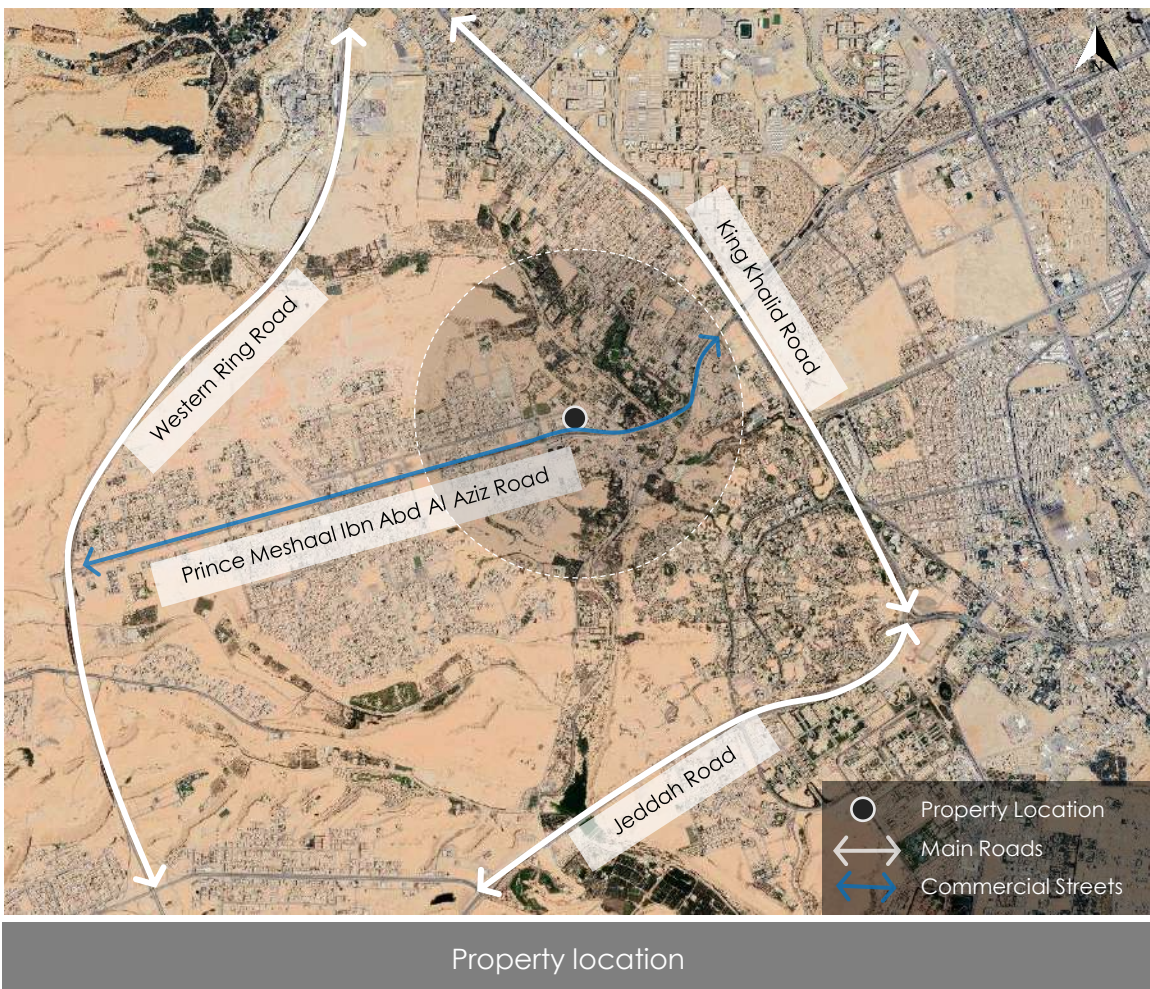 King Khalid Road
Western Ring Road
Prince Meshaal Ibn Abd Al Aziz Road
Jeddah Road
Property Location
Main Roads
Commercial Streets
Property location